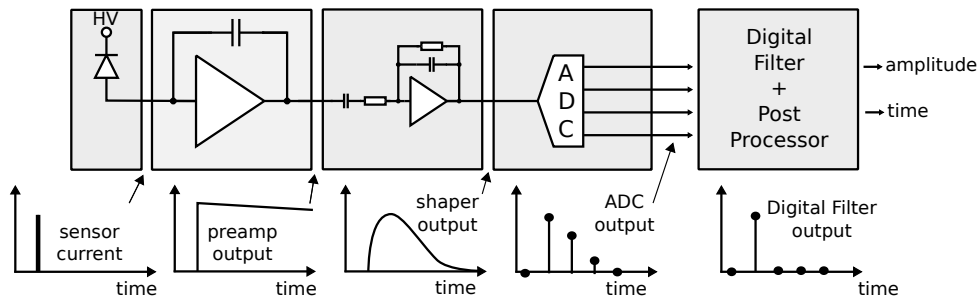 HV
A
D
C
Digital
Filter
+
Post
Processor
amplitude
time
sensor
current
time
preamp
output
time
shaper
output
time
ADC
output
time
Digital Filter
output
time